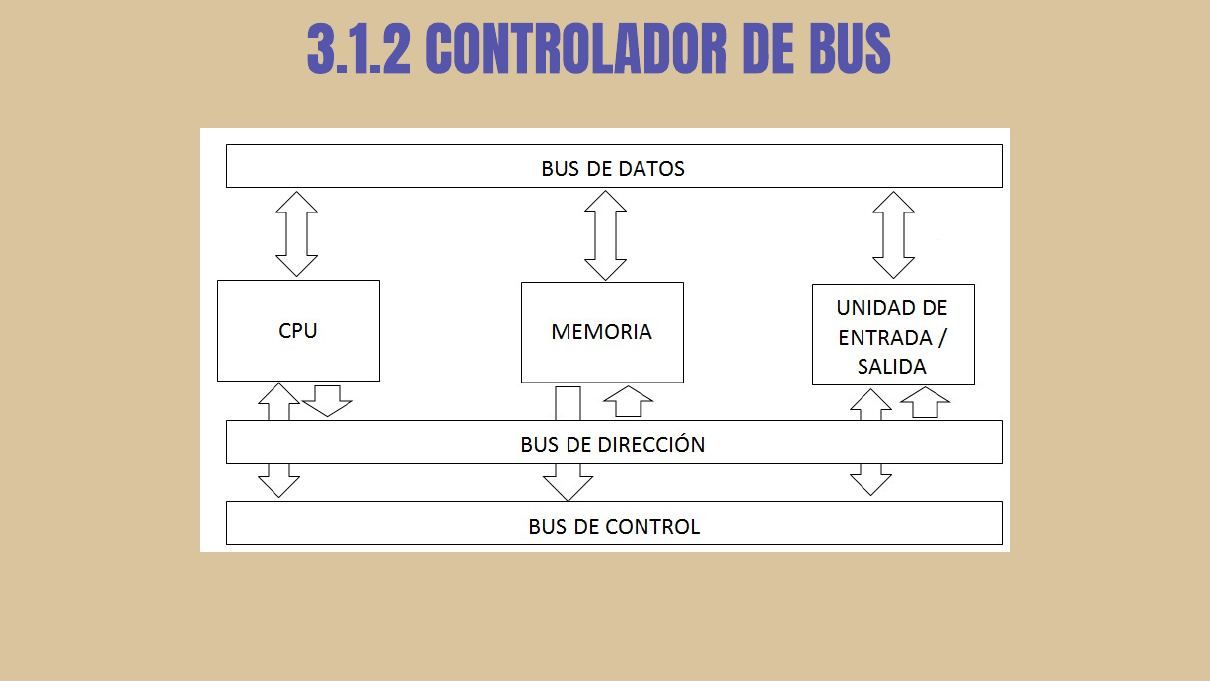 3.1.2 CONTROLADOR DE BUS
BUS DE DATOS
CPU
MEMORIA
UNIDAD DE
ENTRADA /
SALIDA
BUS DE DIRECCIÓN
BUS DE CONTROL